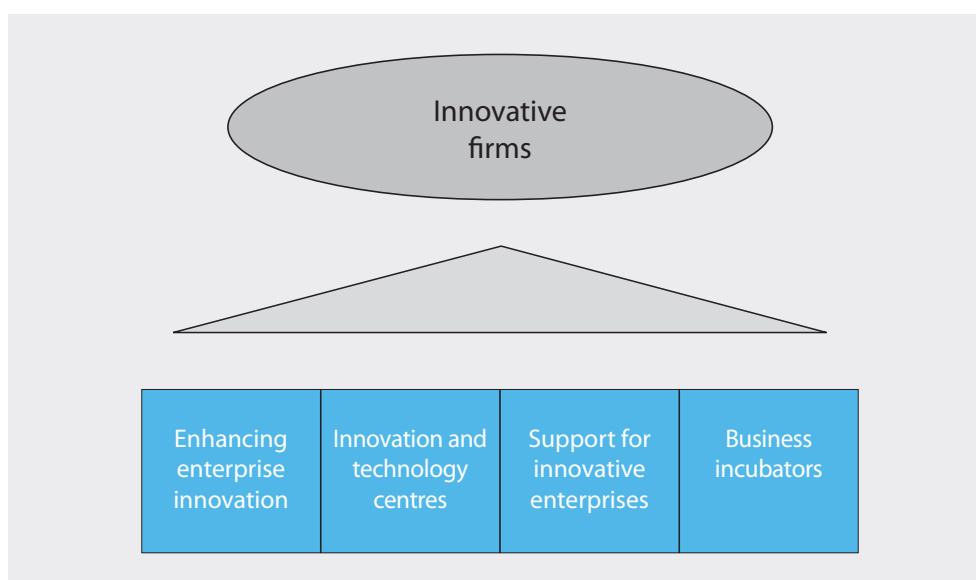 Innovative
firms
Enhancing
enterprise
innovation
Innovation and
technology
centres
Support for
innovative
enterprises
Business
incubators